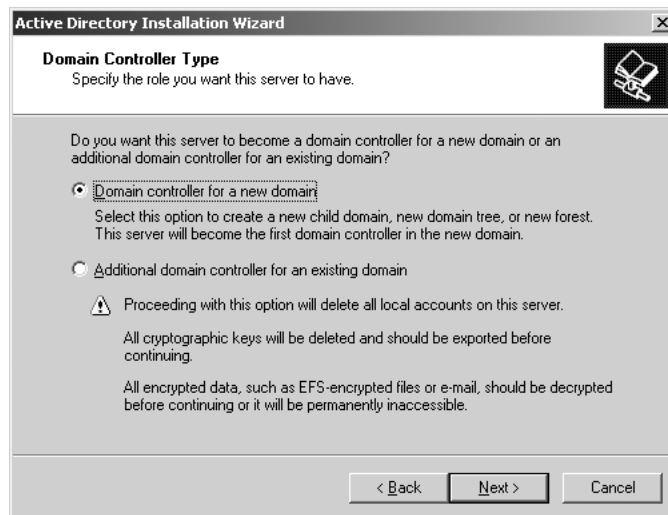 Active Directory Installation Wizard
Domain Controller Type
Specify the role you want this server to have.
Do you want this server to become a domain controller for a new domain or an
additional domain controller for an existing domain?
Domain controller for a new domain
Select this option to create a new child domain, new domain tree, or new forest.
This server will become the first domain controller in the new domain.
Additional domain controller for an existing domain
Proceeding with this option will delete all local accounts on this server.
All cryptographic keys will be deleted and should be exported before
continuing.
All encrypted data, such as EFS-encrypted files or e-mail, should be decrypted
before continuing or it will be permanently inaccessible.
< Back Next > Cancel